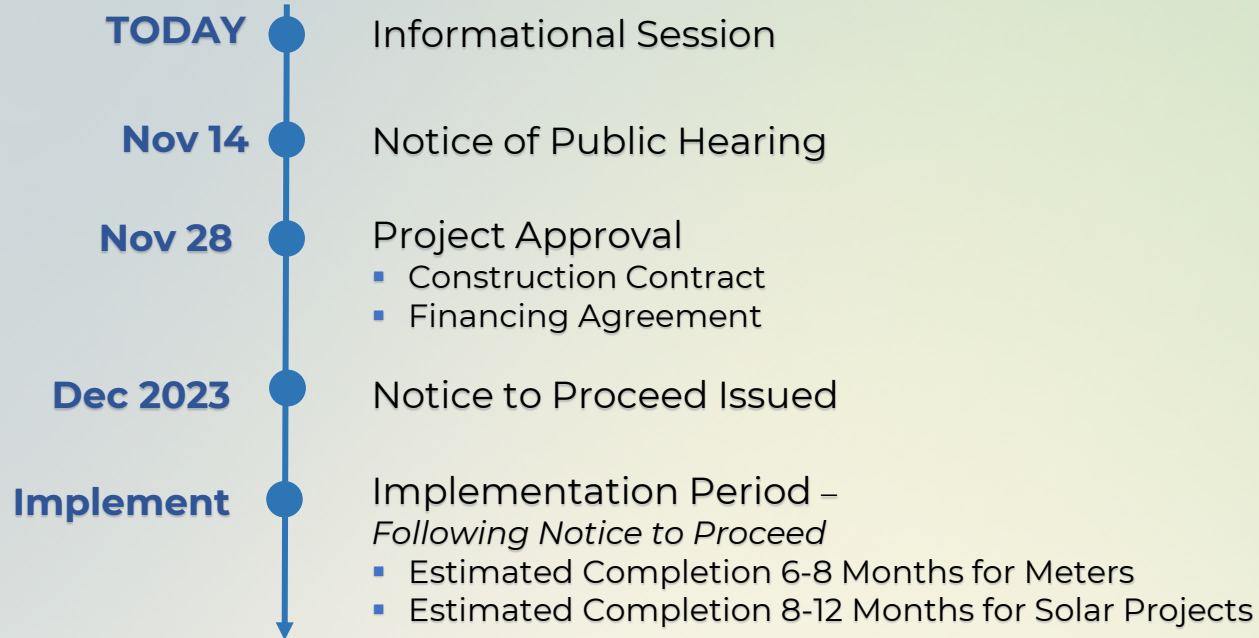 TODAY Informational Session
Nov 14 Notice of Public Hearing
Nov 28 Project Approval
▪ Construction Contract
▪ Financing Agreement
Dec 2023 Notice to Proceed Issued
Implement Implementation Period –
Following Notice to Proceed
▪ Estimated Completion 6-8 Months for Meters
▪ Estimated Completion 8-12 Months for Solar Projects